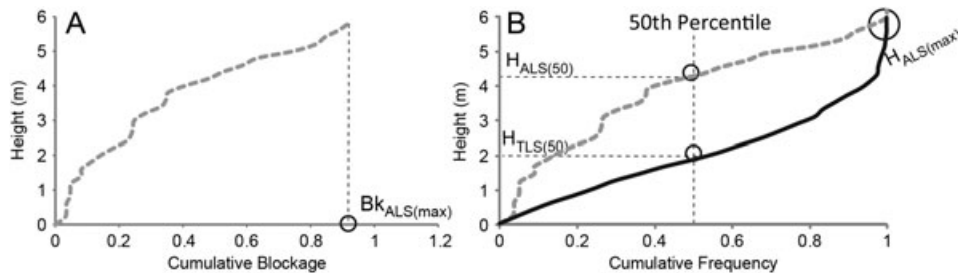 A
6
5
4
3
2
1
0
Height (m)
0 0.2 0.4 0.6 0.8 1 1.2
Cumulative Blockage
BkALS(max)
B
50th Percentile
6
5
4
3
2
1
0
Height (m)
HALS(50)
HTLS(50)
HALS(max)
0 0.2 0.4 0.6 0.8 1
Cumulative Frequency